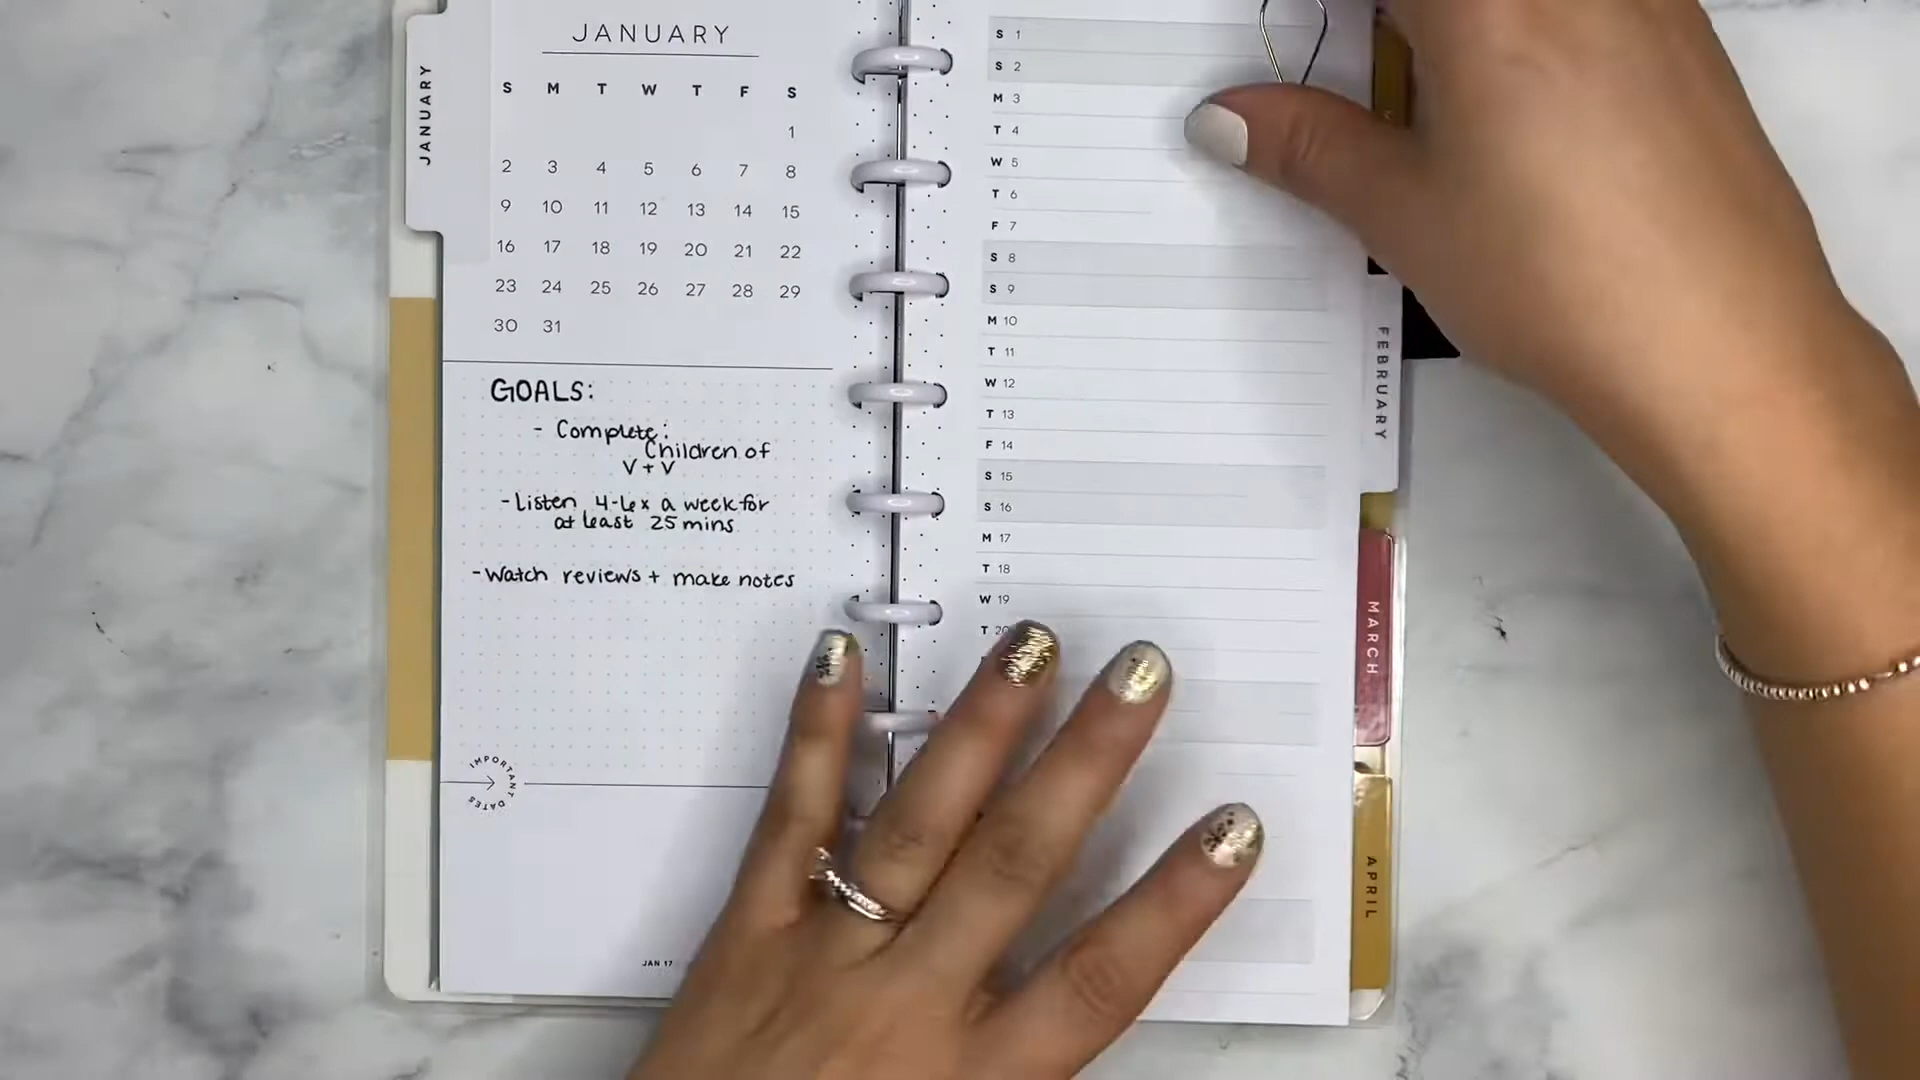 JANUARY
JANUARY
S M T W T F S
1
2 3 4 5 6 7 8
9 10 11 12 13 14 15
16 17 18 19 20 21 22
23 24 25 26 27 28 29
30 31
GOALS:
- Complete:
Children of
V + V
- Listen 4-6x a week for
at least 25 mins
- Watch reviews + make notes
IMPORTANT DATES
JAN 17
S 1
S 2
M 3
T 4
W 5
T 6
F 7
S 8
S 9
M 10
T 11
W 12
T 13
F 14
S 15
S 16
M 17
T 18
W 19
T 20
FEBRUARY
MARCH
APRIL